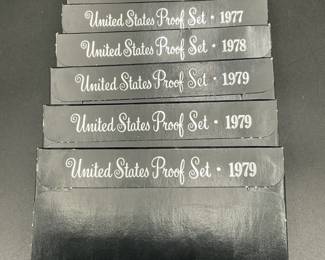 United States Proof Set • 1977
United States Proof Set • 1978
United States Proof Set • 1979
United States Proof Set • 1979
United States Proof Set • 1979